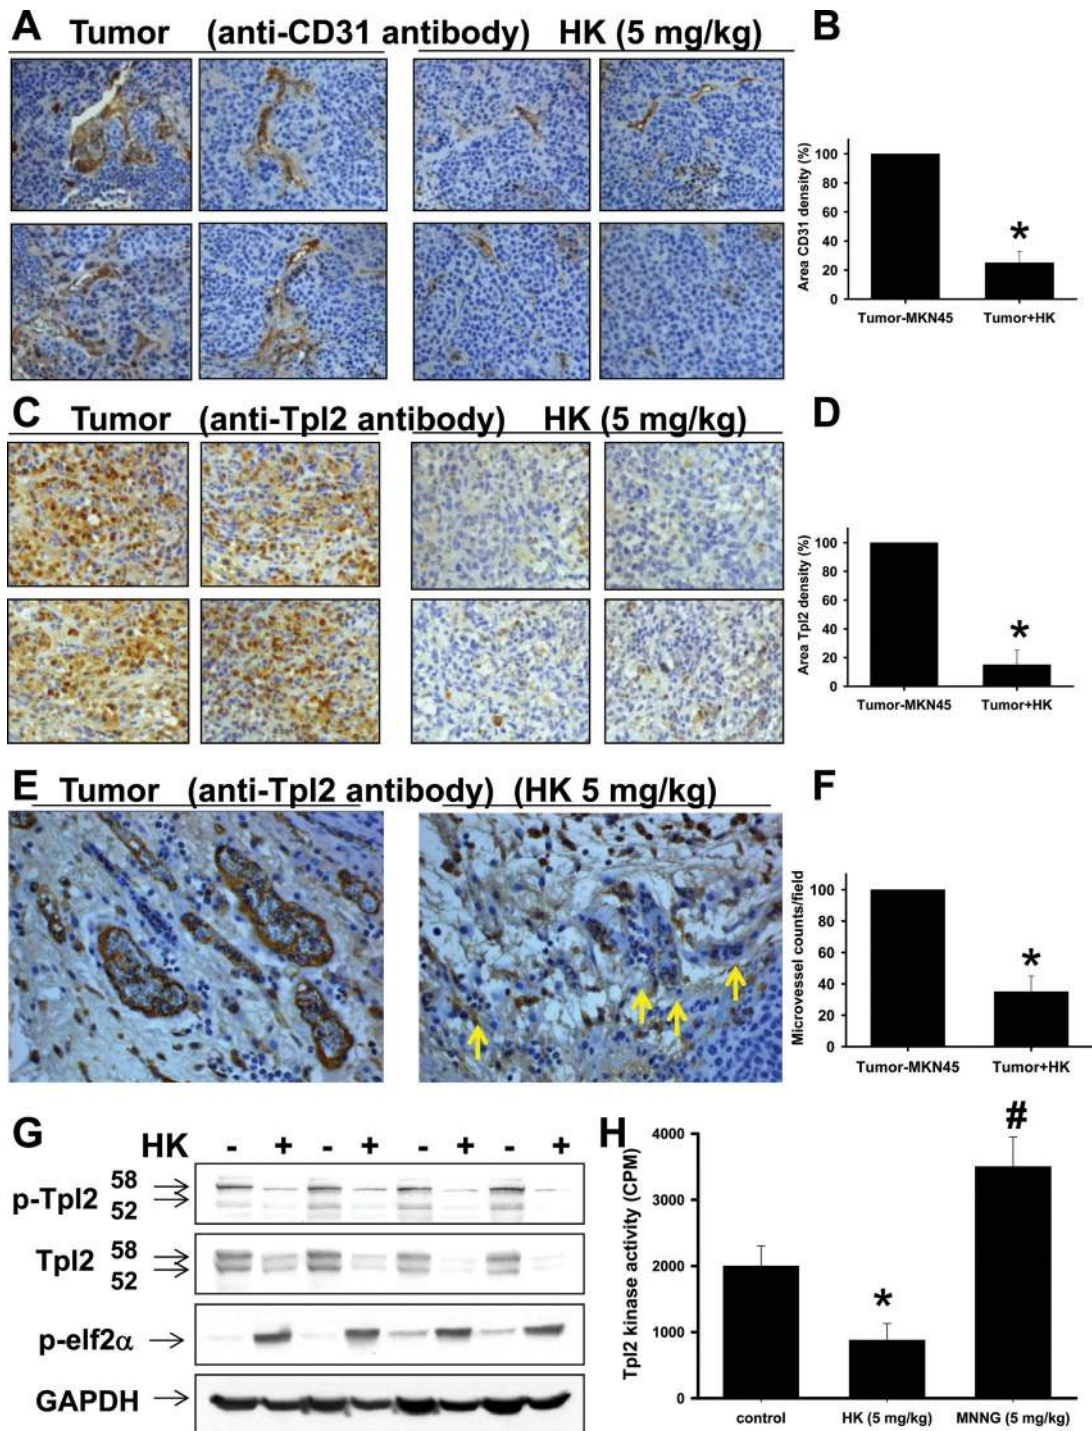 A Tumor (anti-CD31 antibody) HK (5 mg/kg)
B
Area CD31 density (%)
100
80
60
40
20
0
Tumor-MKN45 Tumor+HK
*
C Tumor (anti-Tpl2 antibody) HK (5 mg/kg)
D
Area Tpl2 density (%)
100
80
60
40
20
0
Tumor-MKN45 Tumor+HK
*
E Tumor (anti-Tpl2 antibody) (HK 5 mg/kg)
F
Microvessel counts/field
100
80
60
40
20
0
Tumor-MKN45 Tumor+HK
*
G
HK - + - + - + - +
p-Tpl2 58
52
Tpl2 58
52
p-elf2α
GAPDH
H
Tpl2 kinase activity (CPM)
4000
3000
2000
1000
0
control HK (5 mg/kg) MNNG (5 mg/kg)
*
#